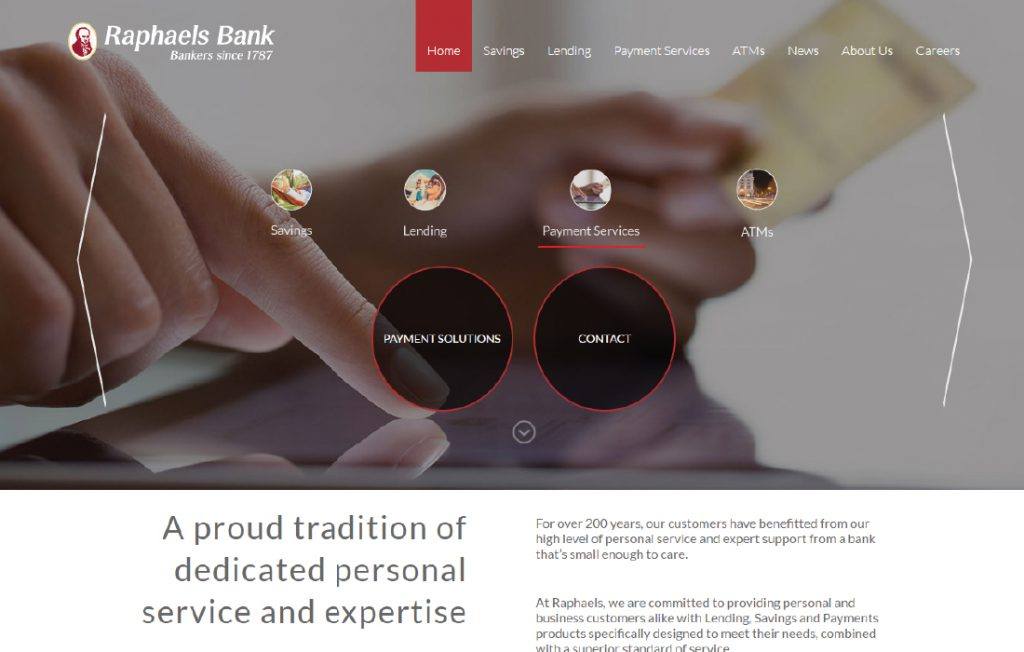 Raphaels Bank
Bankers since 1787
Home Savings Lending Payment Services ATMs News About Us Careers
Savings Lending Payment Services ATMs
PAYMENT SOLUTIONS CONTACT
A proud tradition of
dedicated personal
service and expertise
For over 200 years, our customers have benefitted from our
high level of personal service and expert support from a bank
that's small enough to care.
At Raphaels, we are committed to providing personal and
business customers alike with Lending, Savings and Payments
products specifically designed to meet their needs, combined
with a superior standard of service